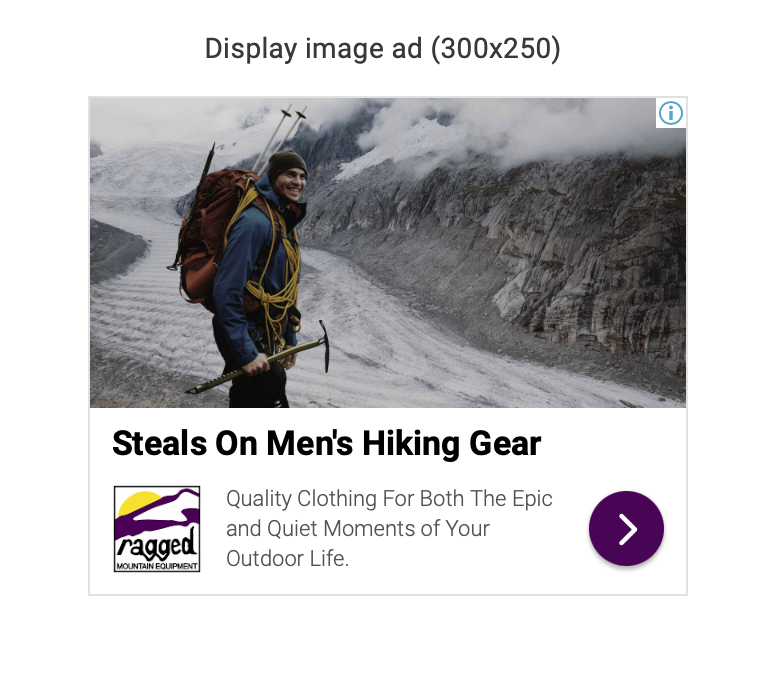 Display image ad (300x250)
Steals On Men's Hiking Gear
Quality Clothing For Both The Epic
and Quiet Moments of Your
Outdoor Life.
ragged
MOUNTAIN EQUIPMENT